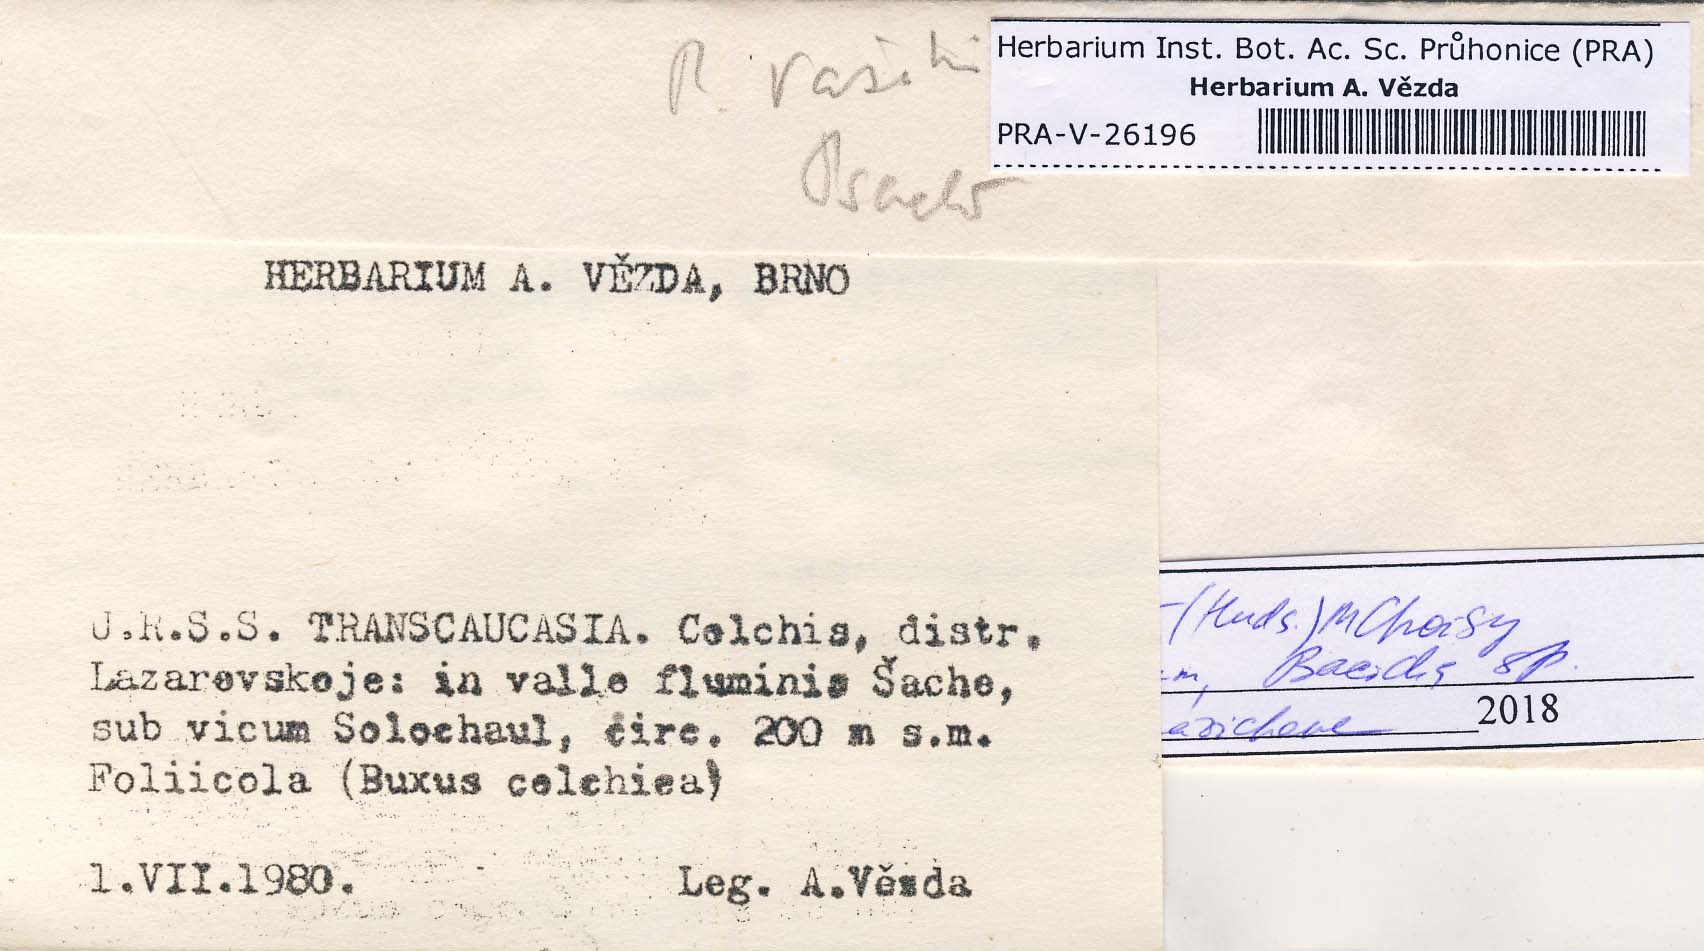 Herbarium Inst. Bot. Ac. Sc. Průhonice (PRA)
Herbarium A. Vězda
PRA-V-26196
HERBARIUM A. VĚZDA, BRNO
U.R.S.S. TRANSCAUCASIA. Colchis, distr.
Lazarevskoje: in valle fluminis Šache,
sub vicum Solochaul, circ. 200 m s.m.
Foliicola (Buxus colchica)
1.VII.1980. Leg. A.Vězda
(Huds.) M Choisy
Bacidia sp.
2018